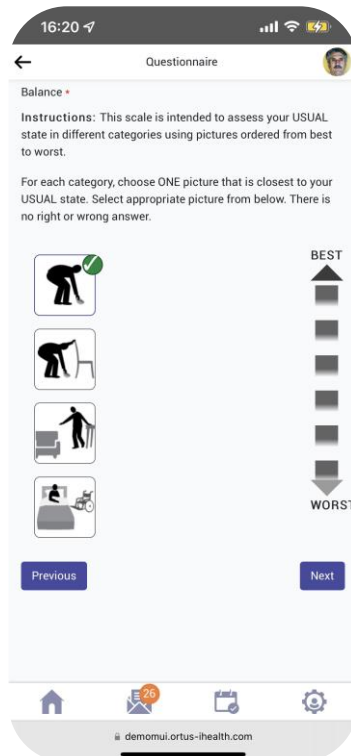 16:20
Questionnaire
Balance *
Instructions: This scale is intended to assess your USUAL
state in different categories using pictures ordered from best
to worst.
For each category, choose ONE picture that is closest to your
USUAL state. Select appropriate picture from below. There is
no right or wrong answer.
BEST
WORST
Previous
Next
26
demomui.ortus-ihealth.com